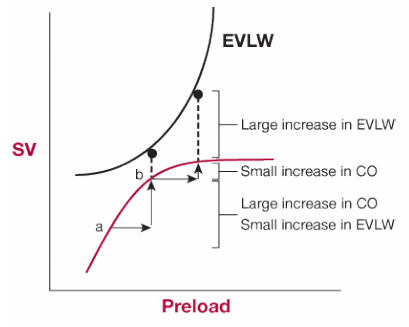 EVLW
Large increase in EVLW
SV
Small increase in CO
b
Large increase in CO
Small increase in EVLW
a
Preload